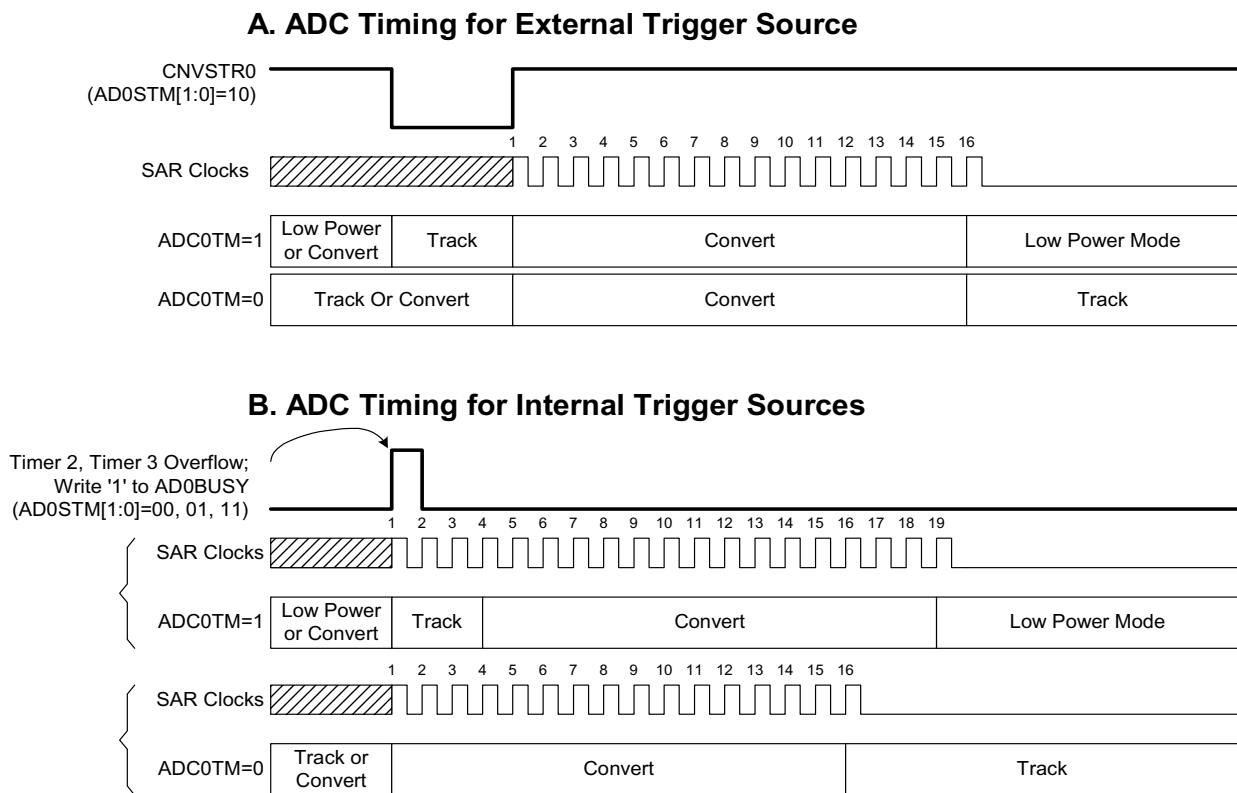 A. ADC Timing for External Trigger Source
CNVSTR0
(AD0STM[1:0]=10)
1 2 3 4 5 6 7 8 9 10 11 12 13 14 15 16
SAR Clocks
ADC0TM=1
Low Power
or Convert
Track
Convert
Low Power Mode
ADC0TM=0
Track Or Convert
Convert
Track
B. ADC Timing for Internal Trigger Sources
Timer 2, Timer 3 Overflow;
Write '1' to AD0BUSY
(AD0STM[1:0]=00, 01, 11)
1 2 3 4 5 6 7 8 9 10 11 12 13 14 15 16 17 18 19
SAR Clocks
ADC0TM=1
Low Power
or Convert
Track
Convert
Low Power Mode
1 2 3 4 5 6 7 8 9 10 11 12 13 14 15 16
SAR Clocks
ADC0TM=0
Track or
Convert
Convert
Track